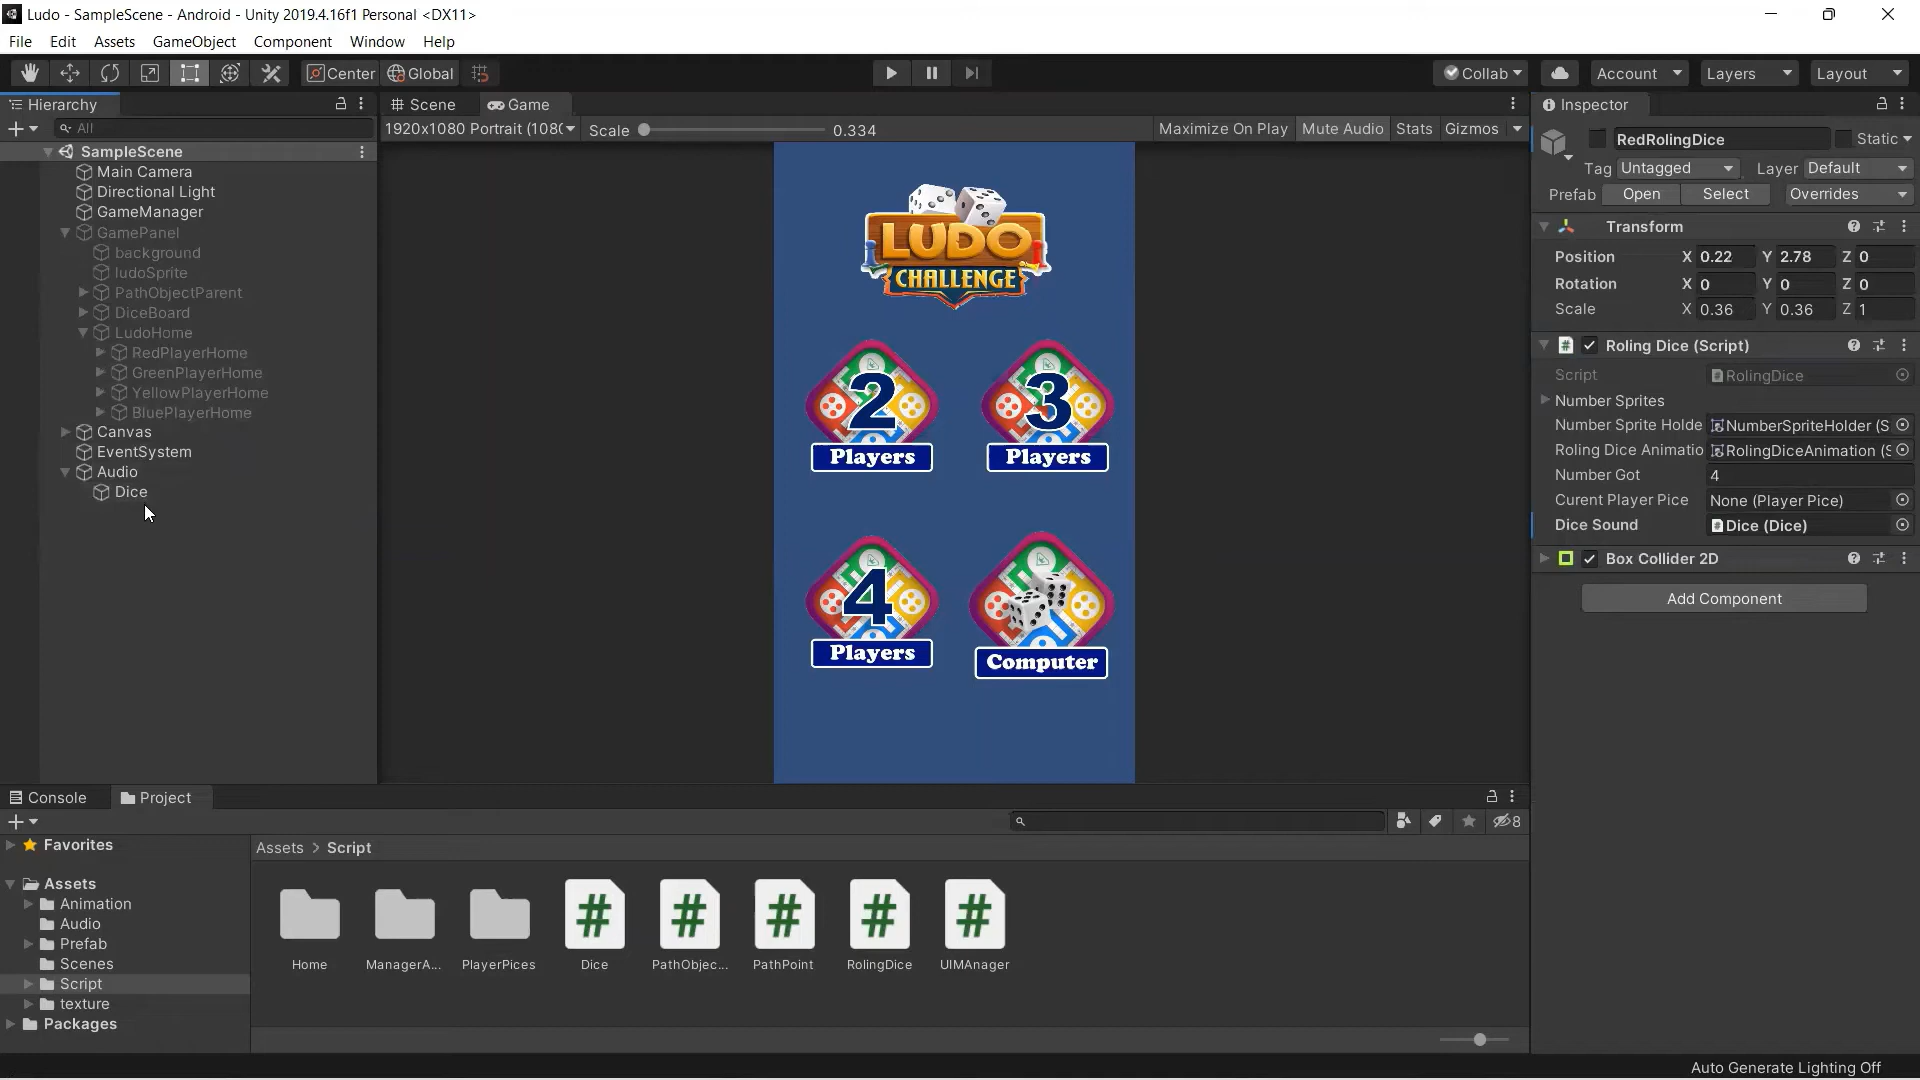 Ludo - SampleScene - Android - Unity 2019.4.16f1 Personal <DX11>
File Edit Assets GameObject Component Window Help
Center Global Collab Account Layers Layout
Hierarchy
All
SampleScene
Main Camera
Directional Light
GameManager
GamePanel
background
ludoSprite
PathObjectParent
DiceBoard
LudoHome
RedPlayerHome
GreenPlayerHome
YellowPlayerHome
BluePlayerHome
Canvas
EventSystem
Audio
Dice
Scene Game
1920x1080 Portrait (108( Scale 0.334 Maximize On Play Mute Audio Stats Gizmos
LUDO
CHALLENGE
2 3
Players Players
4
Players Computer
Inspector
RedRolingDice Static
Tag Untagged Layer Default
Prefab Open Select Overrides
Transform
Position X 0.22 Y 2.78 Z 0
Rotation X 0 Y 0 Z 0
Scale X 0.36 Y 0.36 Z 1
# Roling Dice (Script)
Script RolingDice
Number Sprites
Number Sprite Holde NumberSpriteHolder (S
Roling Dice Animatio RolingDiceAnimation (S
Number Got 4
Curent Player Pice None (Player Pice)
Dice Sound Dice (Dice)
Box Collider 2D
Add Component
Console Project
8
Favorites
Assets
Animation
Audio
Prefab
Scenes
Script
texture
Packages
Assets > Script
# # # # #
Home ManagerA... PlayerPices Dice PathObjec... PathPoint RolingDice UIMAnager
Auto Generate Lighting Off